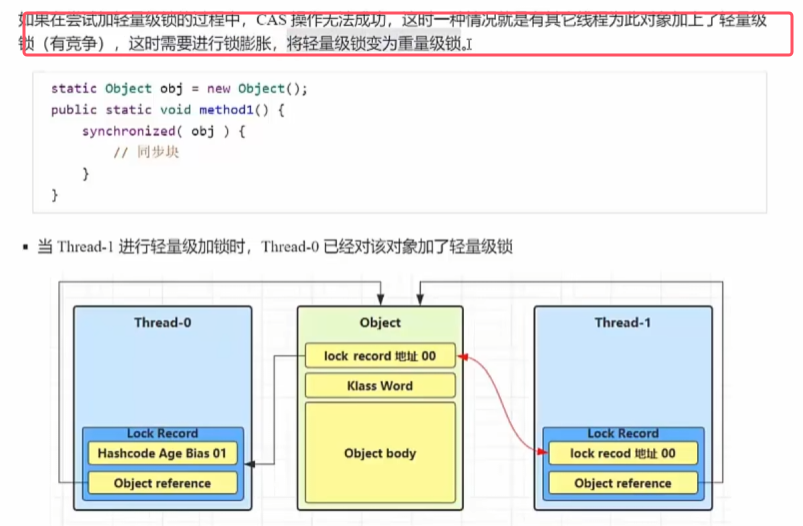 如果在尝试加轻量级锁的过程中，CAS 操作无法成功，这时一种情况就是有其它线程为此对象加上了轻量级
锁（有竞争），这时需要进行锁膨胀，将轻量级锁变为重量级锁。
static Object obj = new Object();
public static void method1() {
    synchronized( obj ) {
        // 同步块
    }
}
▪ 当 Thread-1 进行轻量级加锁时，Thread-0 已经对该对象加了轻量级锁
Thread-0
Lock Record
Hashcode Age Bias 01
Object reference
Object
lock record 地址 00
Klass Word
Object body
Thread-1
Lock Record
lock recod 地址 00
Object reference